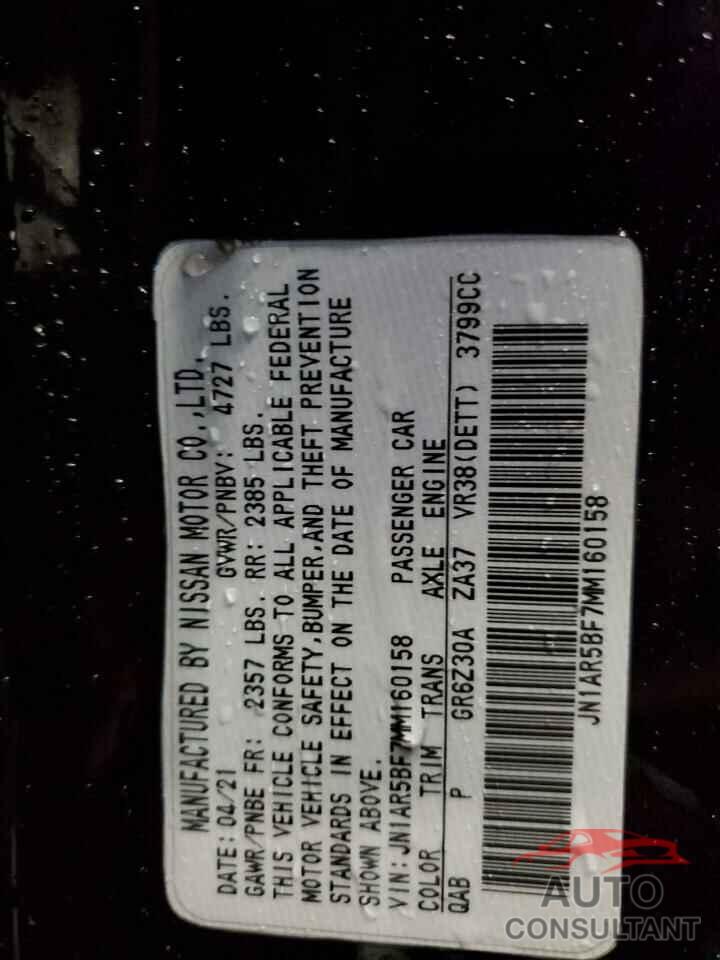 MANUFACTURED BY NISSAN MOTOR CO.,LTD.
DATE: 04/21 GVWR/PNBV: 4727 LBS.
GAWR/PNBE FR: 2357 LBS. RR: 2385 LBS.
THIS VEHICLE CONFORMS TO ALL APPLICABLE FEDERAL
MOTOR VEHICLE SAFETY,BUMPER,AND THEFT PREVENTION
STANDARDS IN EFFECT ON THE DATE OF MANUFACTURE
SHOWN ABOVE.
VIN:JN1AR5BF7MM160158 PASSENGER CAR
COLOR TRIM TRANS AXLE ENGINE
QAB P GR6Z30A ZA37 VR38(DETT) 3799CC
JN1AR5BF7MM160158
AUTO
CONSULTANT